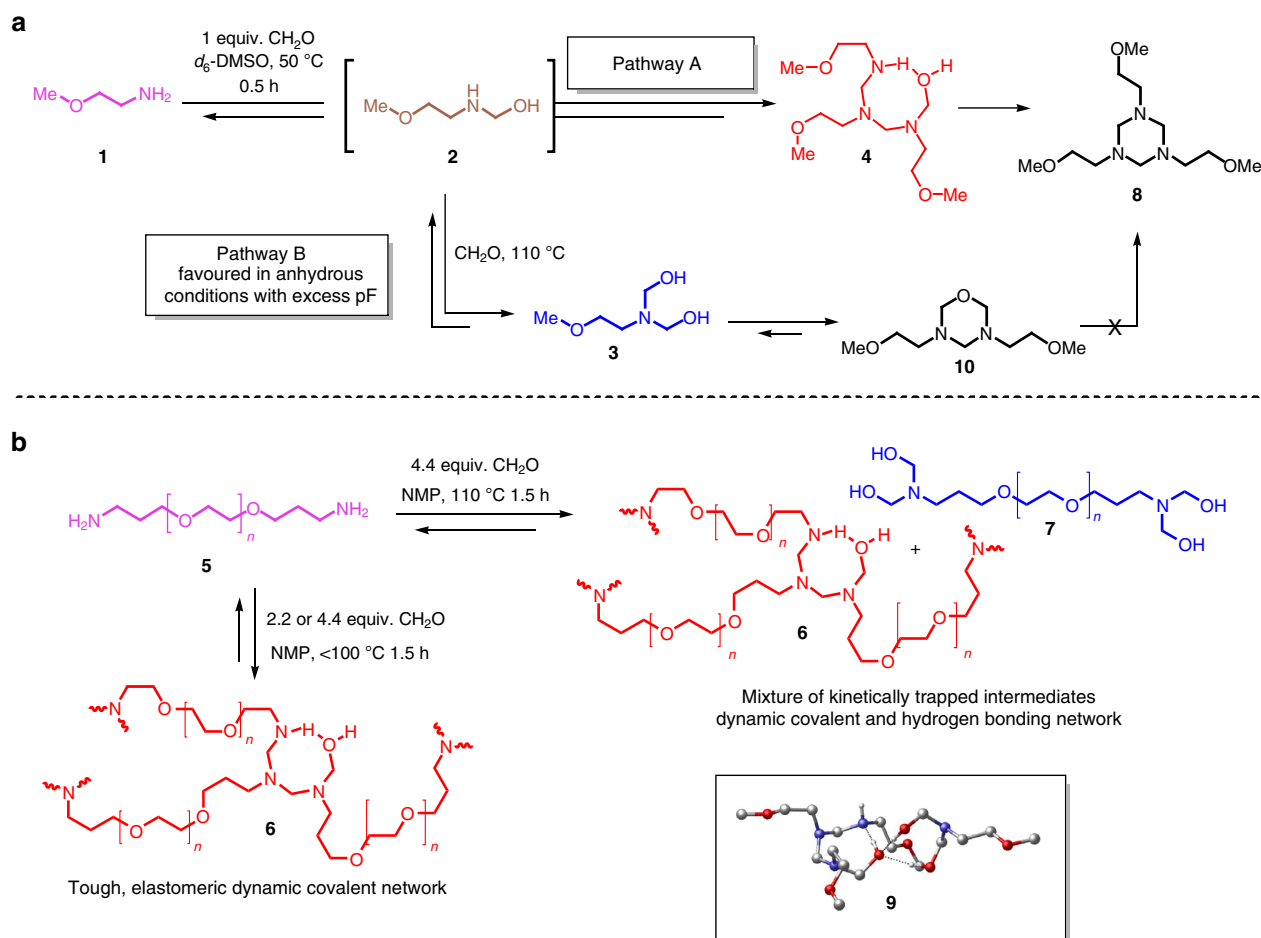 a
1 equiv. CH2O
d6-DMSO, 50 °C
0.5 h
Me
O
NH2
1
Me
O
H
N
OH
2
Pathway A
Me
O
N
H
O
H
N
N
O
Me
O
Me
4
OMe
N
N
N
MeO
OMe
8
Pathway B
favoured in anhydrous
conditions with excess pF
CH2O, 110 °C
OH
Me
O
N
OH
3
O
N
N
MeO
OMe
10
X
b
H2N
O
O
NH2
n
5
4.4 equiv. CH2O
NMP, 110 °C 1.5 h
2.2 or 4.4 equiv. CH2O
NMP, <100 °C 1.5 h
N
O
O
n
N
H
O
H
N
N
N
O
O
n
O
O
n
N
6
+
HO
HO
N
O
O
n
N
OH
OH
7
Mixture of kinetically trapped intermediates
dynamic covalent and hydrogen bonding network
N
O
O
n
N
H
O
H
N
N
N
O
O
n
O
O
n
N
6
Tough, elastomeric dynamic covalent network
9